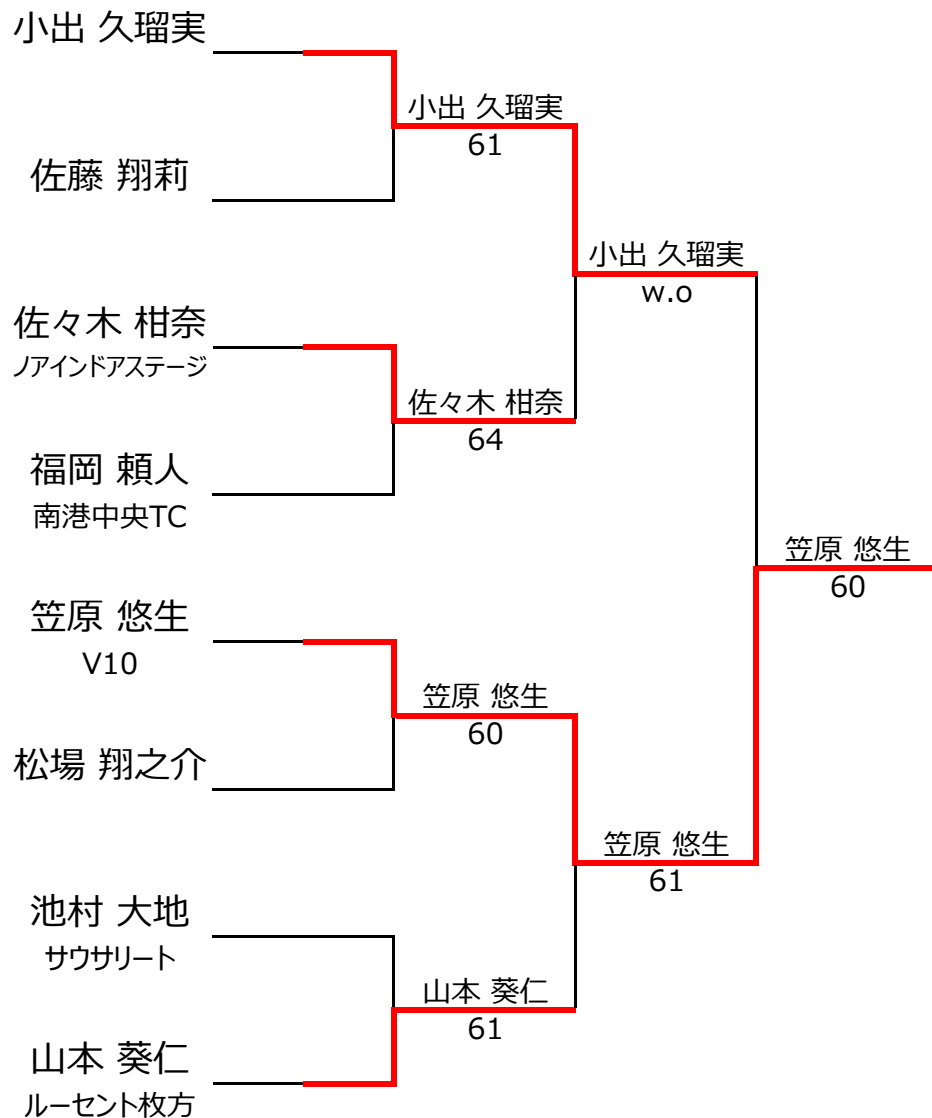 小出 久瑠実
佐藤 翔莉
佐々木 柑奈
ノアインドアステージ
福岡 頼人
南港中央TC
笠原 悠生
V10
松場 翔之介
池村 大地
サウサリート
山本 葵仁
ルーセント枚方
小出 久瑠実
61
佐々木 柑奈
64
笠原 悠生
60
山本 葵仁
61
小出 久瑠実
w.o
笠原 悠生
61
笠原 悠生
60